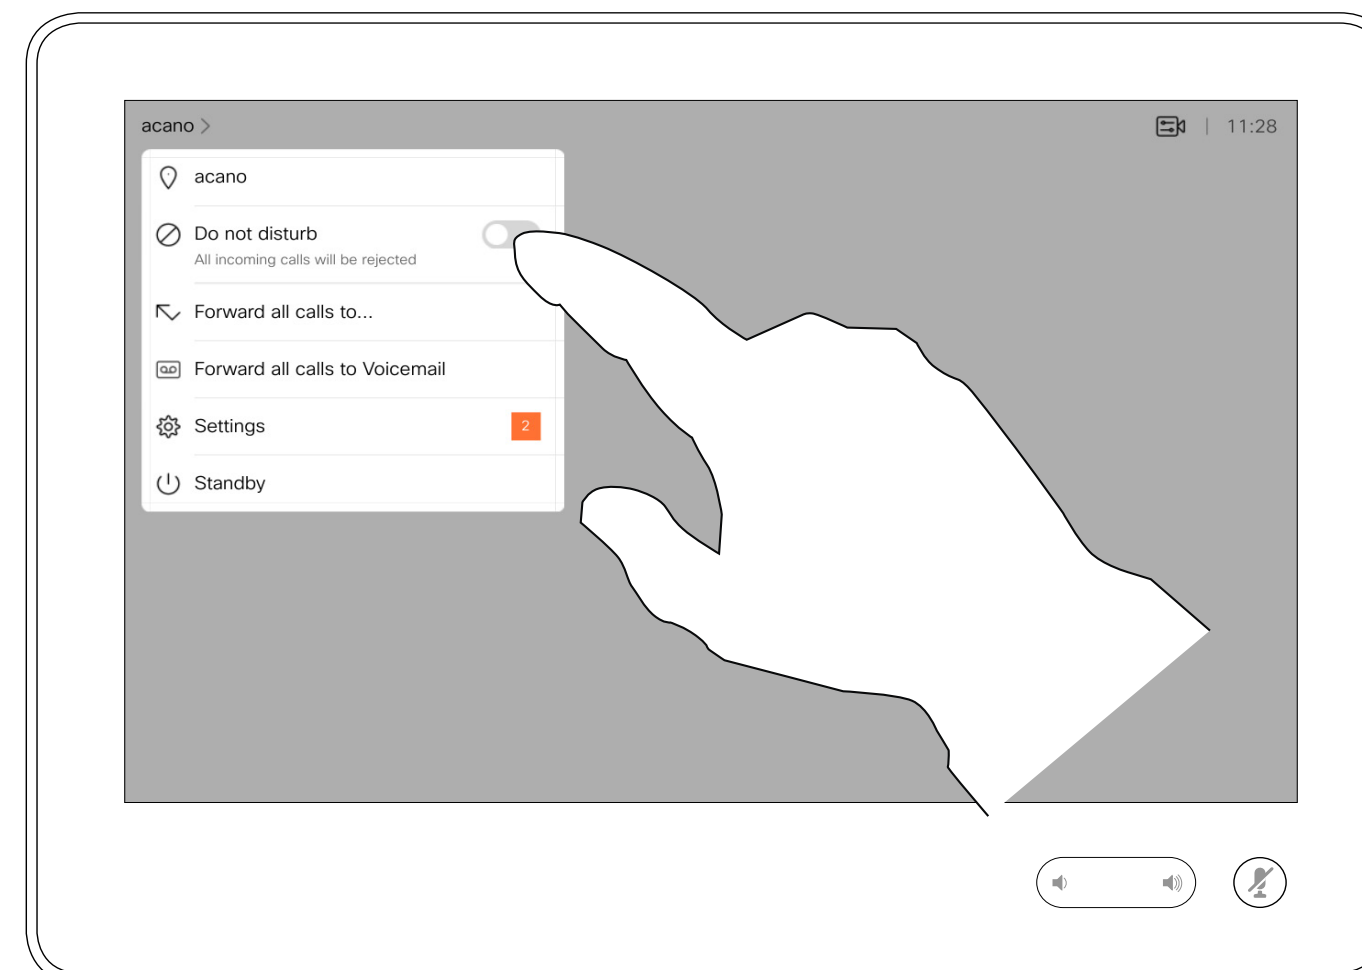 acano
11:28
acano
Do not disturb
All incoming calls will be rejected
Forward all calls to...
Forward all calls to Voicemail
Settings
2
Standby